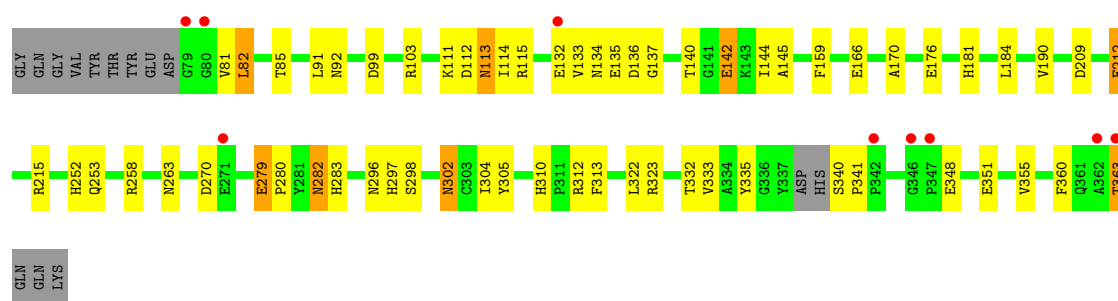 GLY GLN GLY VAL TYR THR TYR GLU ASP G79 G80 V81 L82 T85 L91 N92 D99 R103 K111 D112 N113 I114 R115 E132 V133 N134 E135 D136 G137 T140 G141 E142 K143 I144 A145 F159 E166 A170 E176 H181 L184 V190 D209
R215 H252 Q253 R258 N263 D270 E271 E279 P280 Y281 N282 H283 N296 H297 S298 N302 C303 I304 Y305 H310 P311 R312 F313 L322 R323 T332 V333 A334 Y335 G336 Y337 ASP HIS S340 P341 P342 G346 P347 E348 E351 V355 F360 Q361 A362 T363
GLN GLN LYS